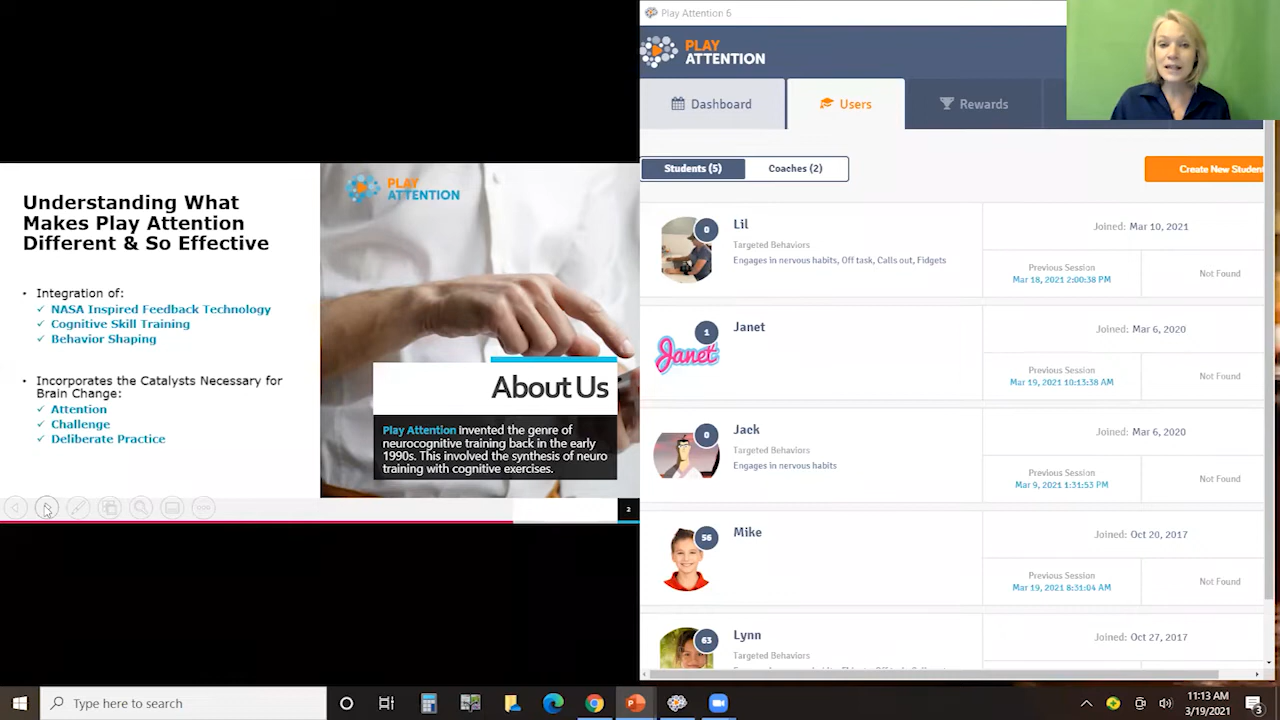 Understanding What
Makes Play Attention
Different & So Effective
• Integration of:
✓ NASA Inspired Feedback Technology
✓ Cognitive Skill Training
✓ Behavior Shaping
• Incorporates the Catalysts Necessary for
Brain Change:
✓ Attention
✓ Challenge
✓ Deliberate Practice
PLAY
ATTENTION
About Us
Play Attention invented the genre of
neurocognitive training back in the early
1990s. This involved the synthesis of neuro
training with cognitive exercises.
2
Play Attention 6
PLAY
ATTENTION
Dashboard
Users
Rewards
Students (5)
Coaches (2)
Create New Student
0
Lil
Targeted Behaviors
Engages in nervous habits, Off task, Calls out, Fidgets
Joined: Mar 10, 2021
Previous Session
Mar 18, 2021 2:00:38 PM
Not Found
1
Janet
Janet
Joined: Mar 6, 2020
Previous Session
Mar 19, 2021 10:13:38 AM
Not Found
0
Jack
Targeted Behaviors
Engages in nervous habits
Joined: Mar 6, 2020
Previous Session
Mar 9, 2021 1:31:53 PM
Not Found
56
Mike
Joined: Oct 20, 2017
Previous Session
Mar 19, 2021 8:31:04 AM
Not Found
63
Lynn
Targeted Behaviors
Joined: Oct 27, 2017
Previous Session
Type here to search
11:13 AM
3/19/2021
3